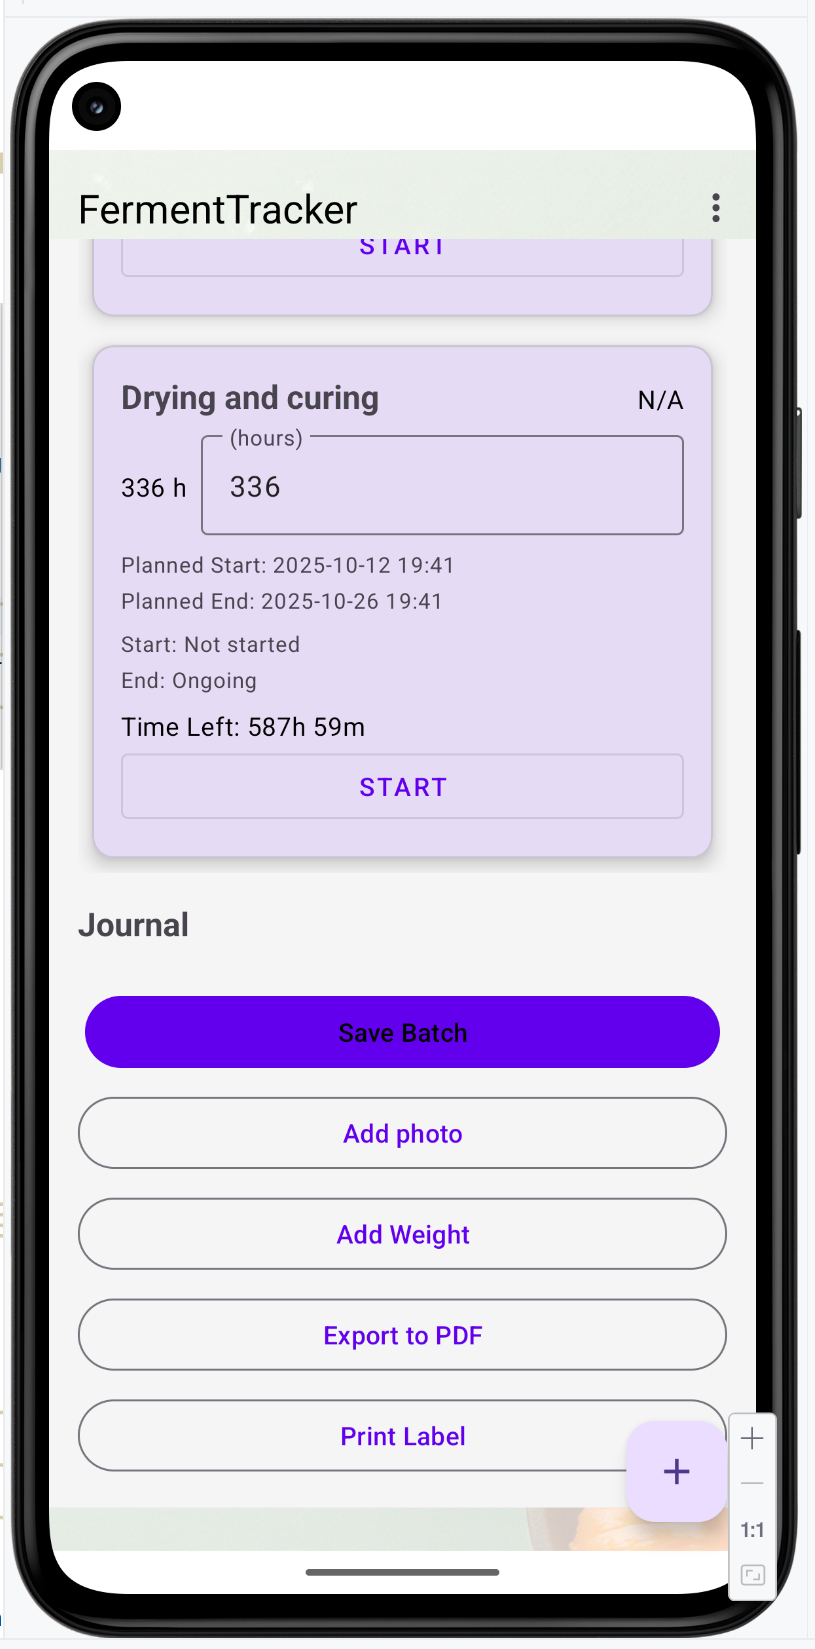 FermentTracker
START
Drying and curing
N/A
(hours)
336 h
336
Planned Start: 2025-10-12 19:41
Planned End: 2025-10-26 19:41
Start: Not started
End: Ongoing
Time Left: 587h 59m
START
Journal
Save Batch
Add photo
Add Weight
Export to PDF
Print Label
+
+
—
1:1